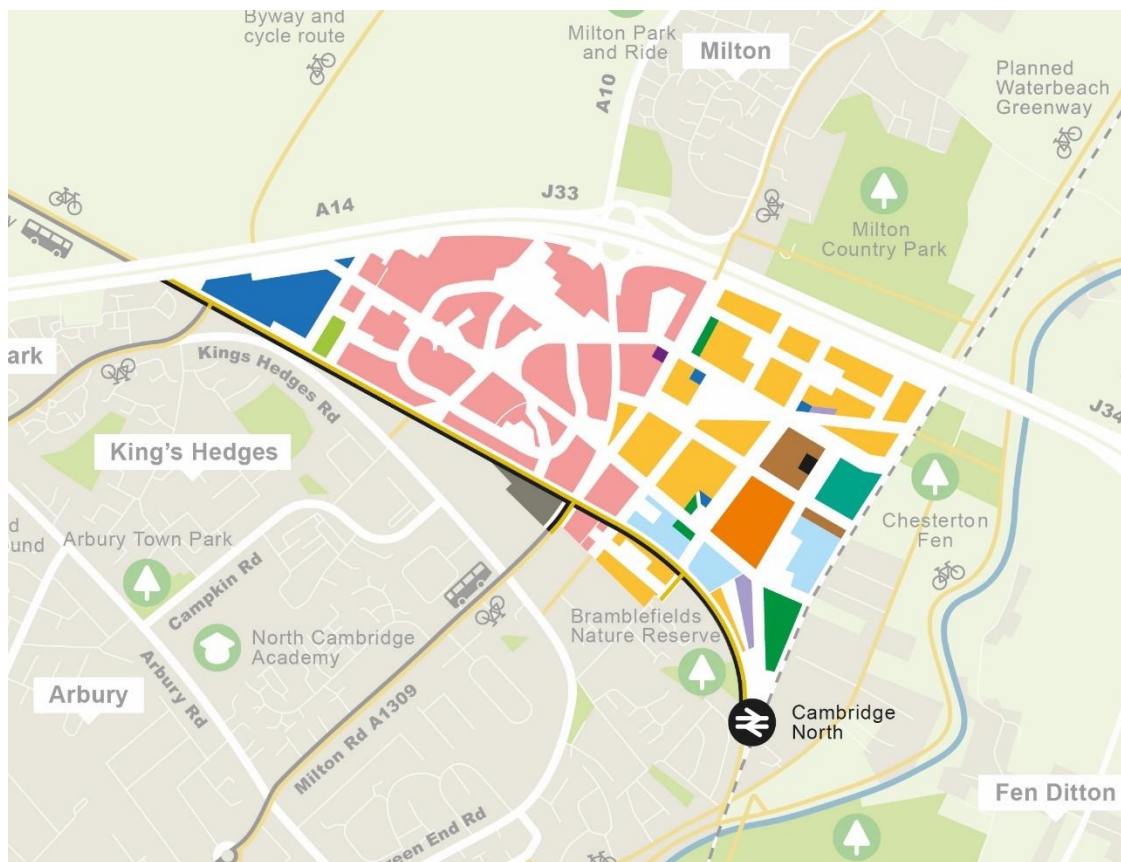 Byway and
cycle route
Milton Park
and Ride
Milton
A10
Planned
Waterbeach
Greenway
J33
A14
Milton
Country Park
Kings Hedges Rd
ark
J34
King's Hedges
Chesterton
Fen
Arbury Town Park
Campkin Rd
Bramblefields
Nature Reserve
North Cambridge
Academy
Arbury
Arbury Rd
Milton Rd A1309
Cambridge
North
Fen Ditton
een End Rd